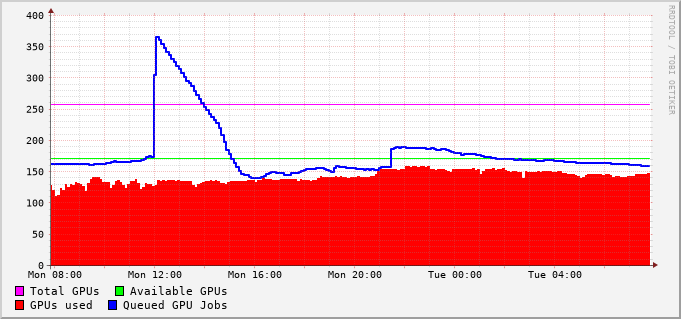 400
350
300
250
200
150
100
50
0
Mon 08:00 Mon 12:00 Mon 16:00 Mon 20:00 Tue 00:00 Tue 04:00
Total GPUs Available GPUs
GPUs used Queued GPU Jobs
RRDTOOL / TOBI OETIKER